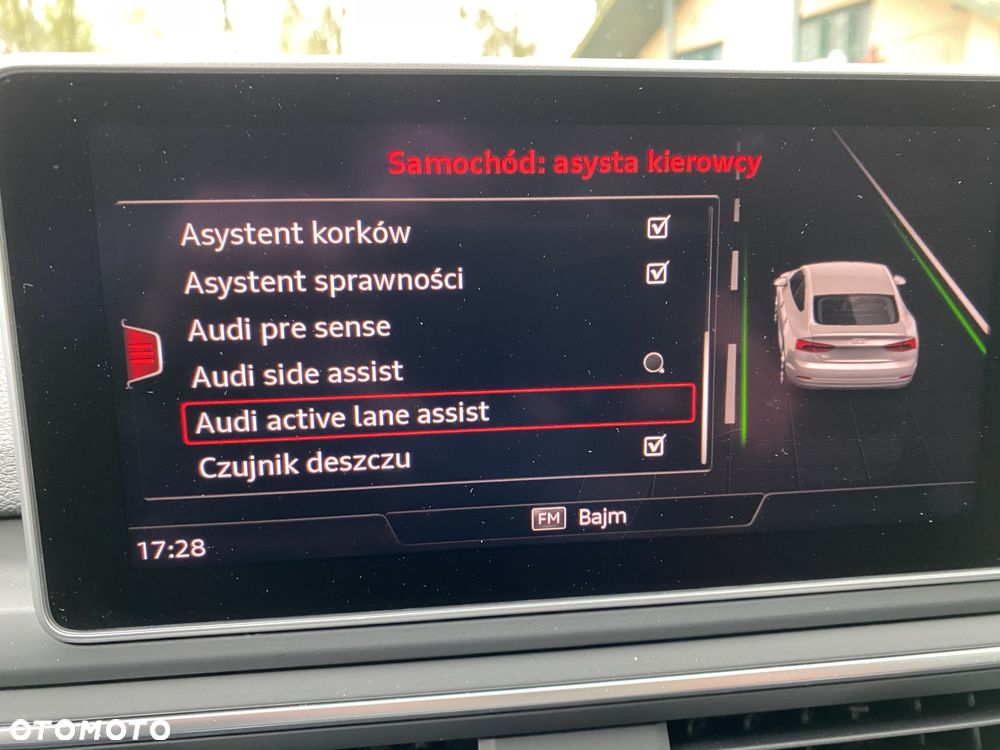 Samochód: asysta kierowcy
Asystent korków
Asystent sprawności
Audi pre sense
Audi side assist
Audi active lane assist
Czujnik deszczu
FM Bajm
17:28
OTOMOTO